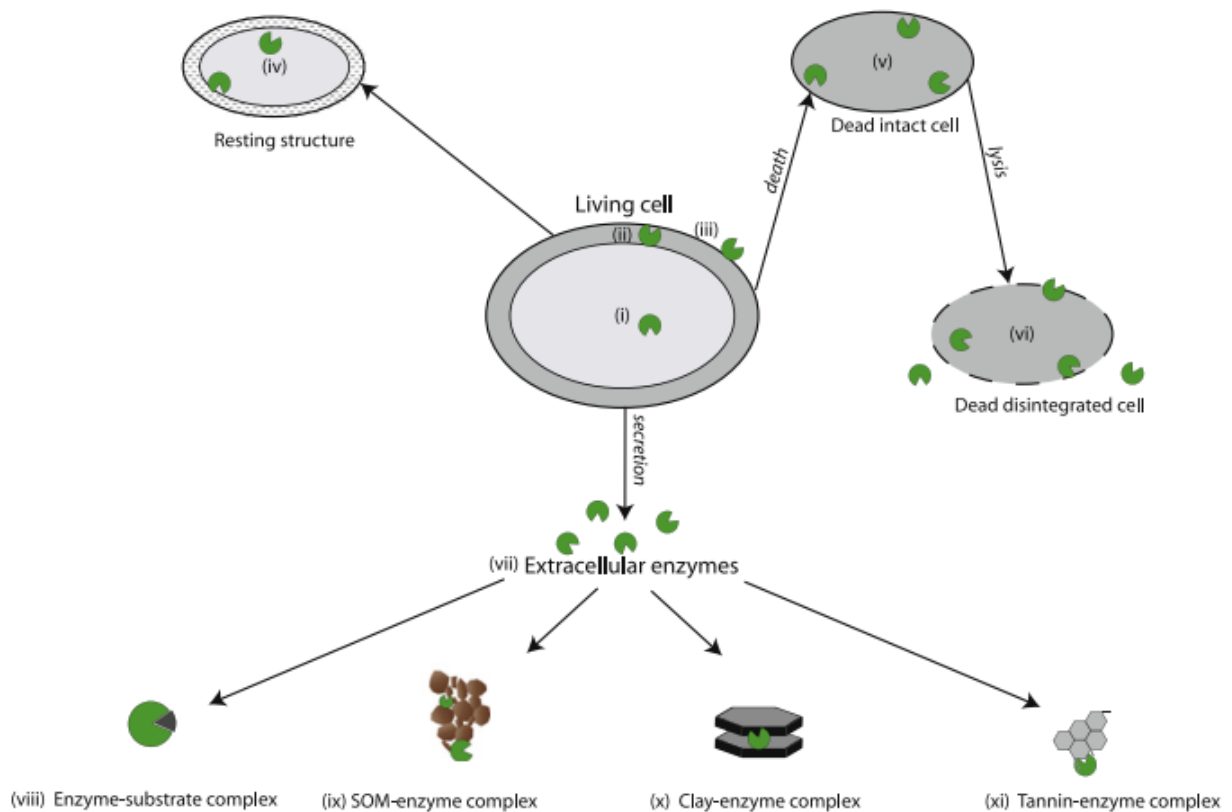 (iv)
Resting structure
(v)
Dead intact cell
death
lysis
Living cell
(ii)
(iii)
(i)
(vi)
Dead disintegrated cell
secretion
(vii) Extracellular enzymes
(viii) Enzyme-substrate complex
(ix) SOM-enzyme complex
(x) Clay-enzyme complex
(xi) Tannin-enzyme complex